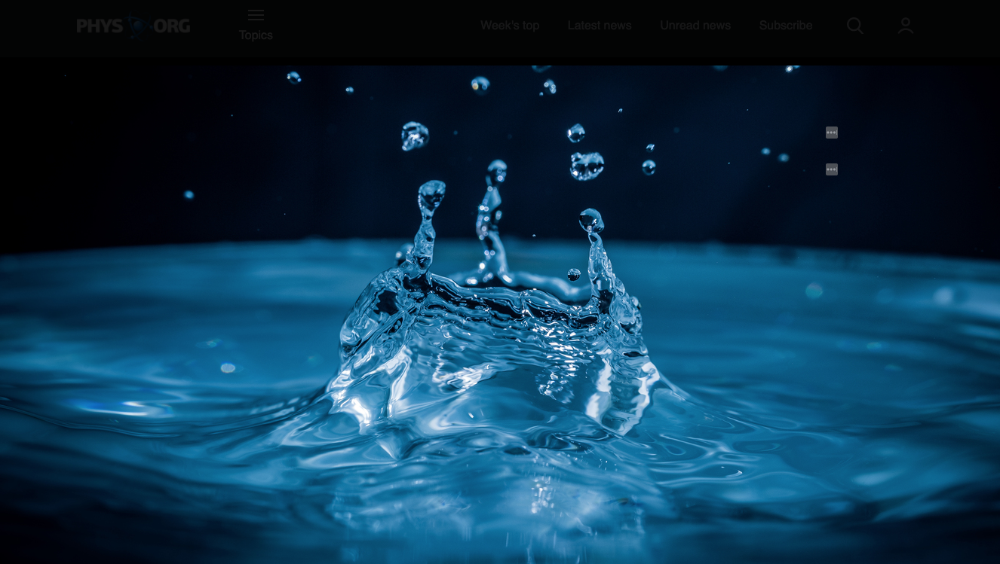 PHYS ORG
Topics
Week's top
Latest news
Unread news
Subscribe